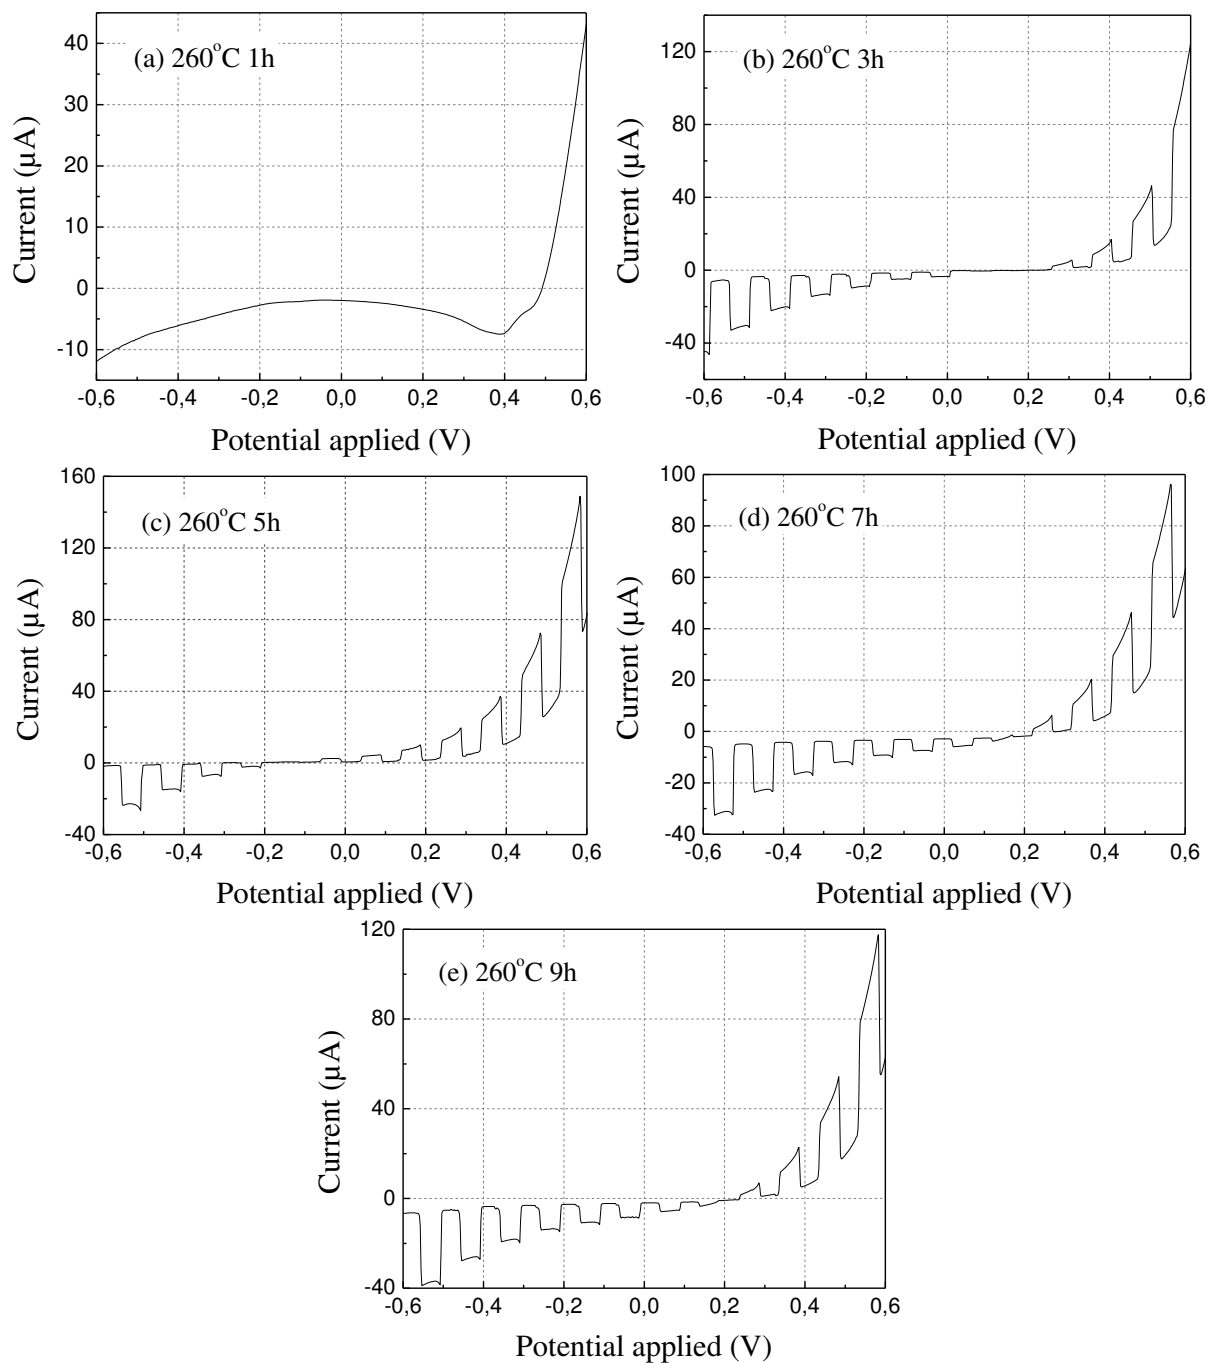 (a) 260°C 1h
Current (µA)
40
30
20
10
0
-10
-0,6 -0,4 -0,2 0,0 0,2 0,4 0,6
Potential applied (V)
(b) 260°C 3h
Current (µA)
120
80
40
0
-40
-0,6 -0,4 -0,2 0,0 0,2 0,4 0,6
Potential applied (V)
(c) 260°C 5h
Current (µA)
160
120
80
40
0
-40
-0,6 -0,4 -0,2 0,0 0,2 0,4 0,6
Potential applied (V)
(d) 260°C 7h
Current (µA)
100
80
60
40
20
0
-20
-40
-0,6 -0,4 -0,2 0,0 0,2 0,4 0,6
Potential applied (V)
(e) 260°C 9h
Current (µA)
120
80
40
0
-40
-0,6 -0,4 -0,2 0,0 0,2 0,4 0,6
Potential applied (V)